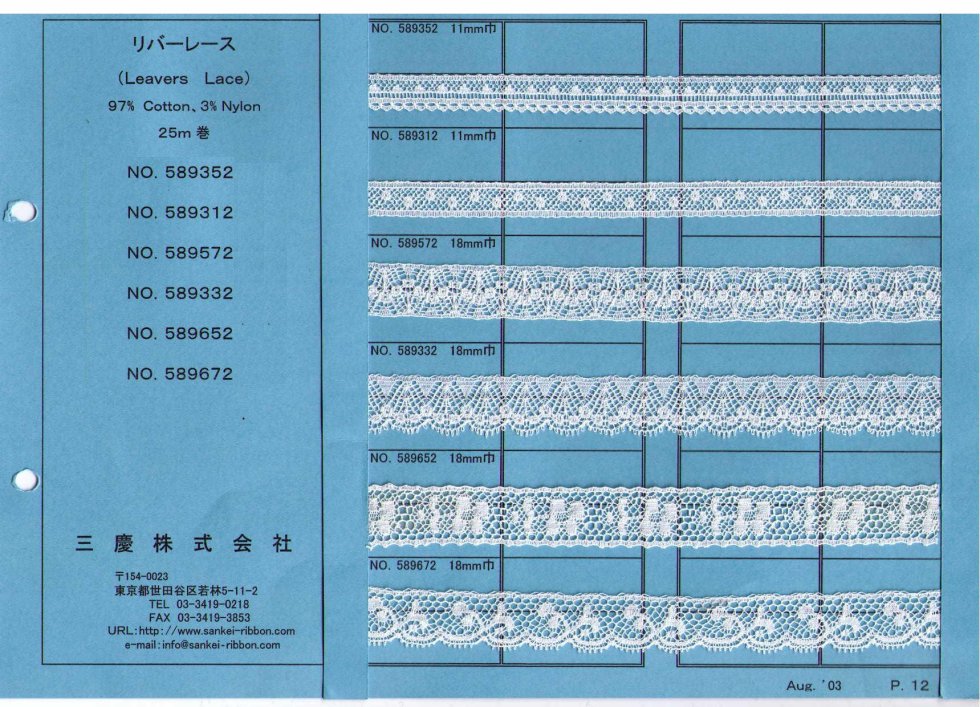 リバーレース
(Leavers Lace)
97% Cotton、3% Nylon
25m 巻
NO. 589352
NO. 589312
NO. 589572
NO. 589332
NO. 589652
NO. 589672
三慶株式会社
〒154-0023
東京都世田谷区若林5-11-2
TEL 03-3419-0218
FAX 03-3419-3853
URL:http://www.sankei-ribbon.com
e-mail:info@sankei-ribbon.com
NO. 589352 11mm巾
NO. 589312 11mm巾
NO. 589572 18mm巾
NO. 589332 18mm巾
NO. 589652 18mm巾
NO. 589672 18mm巾
Aug. '03 P. 12